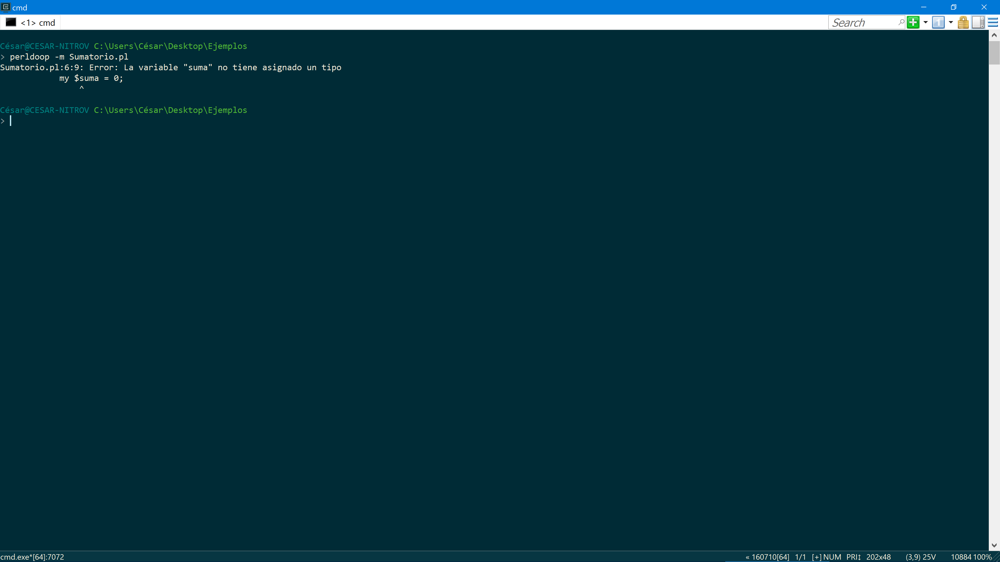 cmd
<1> cmd
Search
1
César@CESAR-NITROV C:\Users\César\Desktop\Ejemplos
> perldoop -m Sumatorio.pl
Sumatorio.pl:6:9: Error: La variable "suma" no tiene asignado un tipo
my $suma = 0;
^
César@CESAR-NITROV C:\Users\César\Desktop\Ejemplos
>
cmd.exe*[64]:7072 « 160710[64] 1/1 [+] NUM PRI↕ 202x48 (3,9) 25V 10884 100%